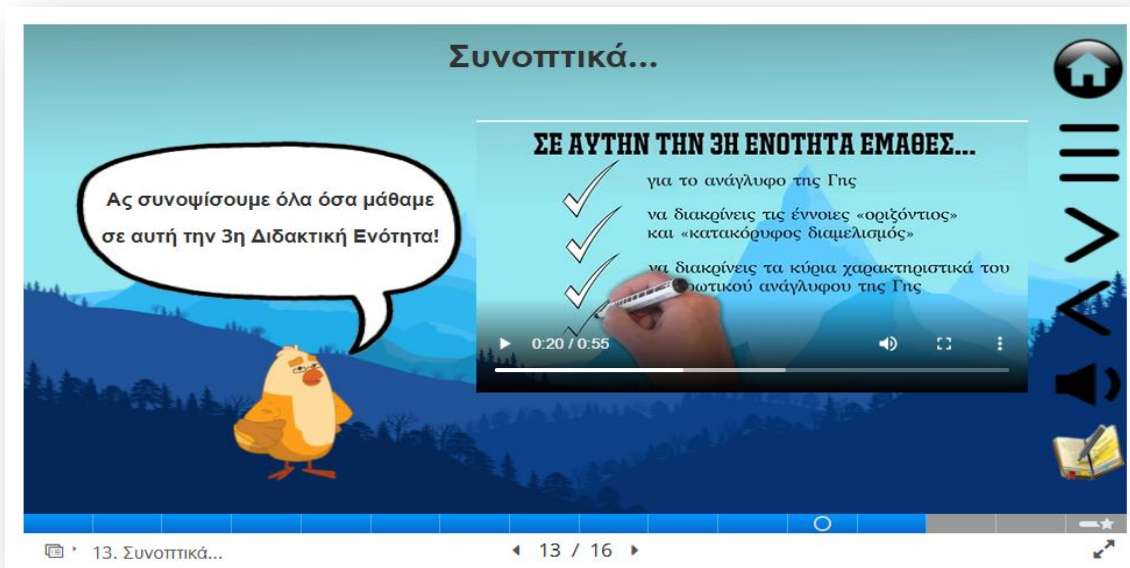 Συνοπτικά...
Ας συνοψίσουμε όλα όσα μάθαμε
σε αυτή την 3η Διδακτική Ενότητα!
ΣΕ ΑΥΤΗΝ ΤΗΝ 3Η ΕΝΟΤΗΤΑ ΕΜΑΘΕΣ...
για το ανάγλυφο της Γης
να διακρίνεις τις έννοιες «οριζόντιος»
και «κατακόρυφος διαμελισμός»
να διακρίνεις τα κύρια χαρακτηριστικά του
ανάγλυφου της Γης
0:20 / 0:55
13. Συνοπτικά...
13 / 16